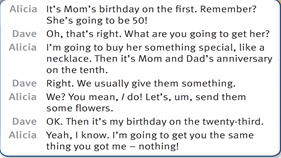 Alicia It's Mom's birthday on the first. Remember?
She's going to be 50!
Dave Oh, that's right. What are you going to get her?
Alicia I'm going to buy her something special, like a
necklace. Then it's Mom and Dad's anniversary
on the tenth.
Dave Right. We usually give them something.
Alicia We? You mean, I do! Let's, um, send them
some flowers.
Dave OK. Then it's my birthday on the twenty-third.
Alicia Yeah, I know. I'm going to get you the same
thing you got me – nothing!